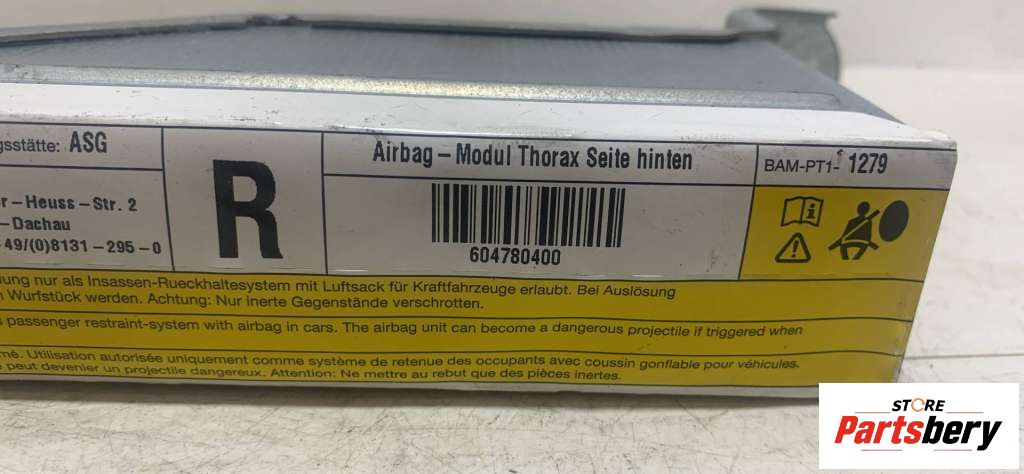 gsstätte: ASG
r-Heuss-Str. 2
-Dachau
49/(0)8131-295-0
R
Airbag-Modul Thorax Seite hinten
604780400
BAM-PT1- 1279
nur als Insassen-Rueckhaltesystem mit Luftsack für Kraftfahrzeuge erlaubt. Bei Auslösung
Wurfstück werden. Achtung: Nur inerte Gegenstände verschrotten.
passenger restraint-system with airbag in cars. The airbag unit can become a dangerous projectile if triggered when
Utilisation autorisée uniquement comme système de retenue des occupants avec coussin gonflable pour véhicules.
peut devenir un projectile dangereux. Attention: Ne mettre au rebut que des pièces inertes.
STORE
Partsbery